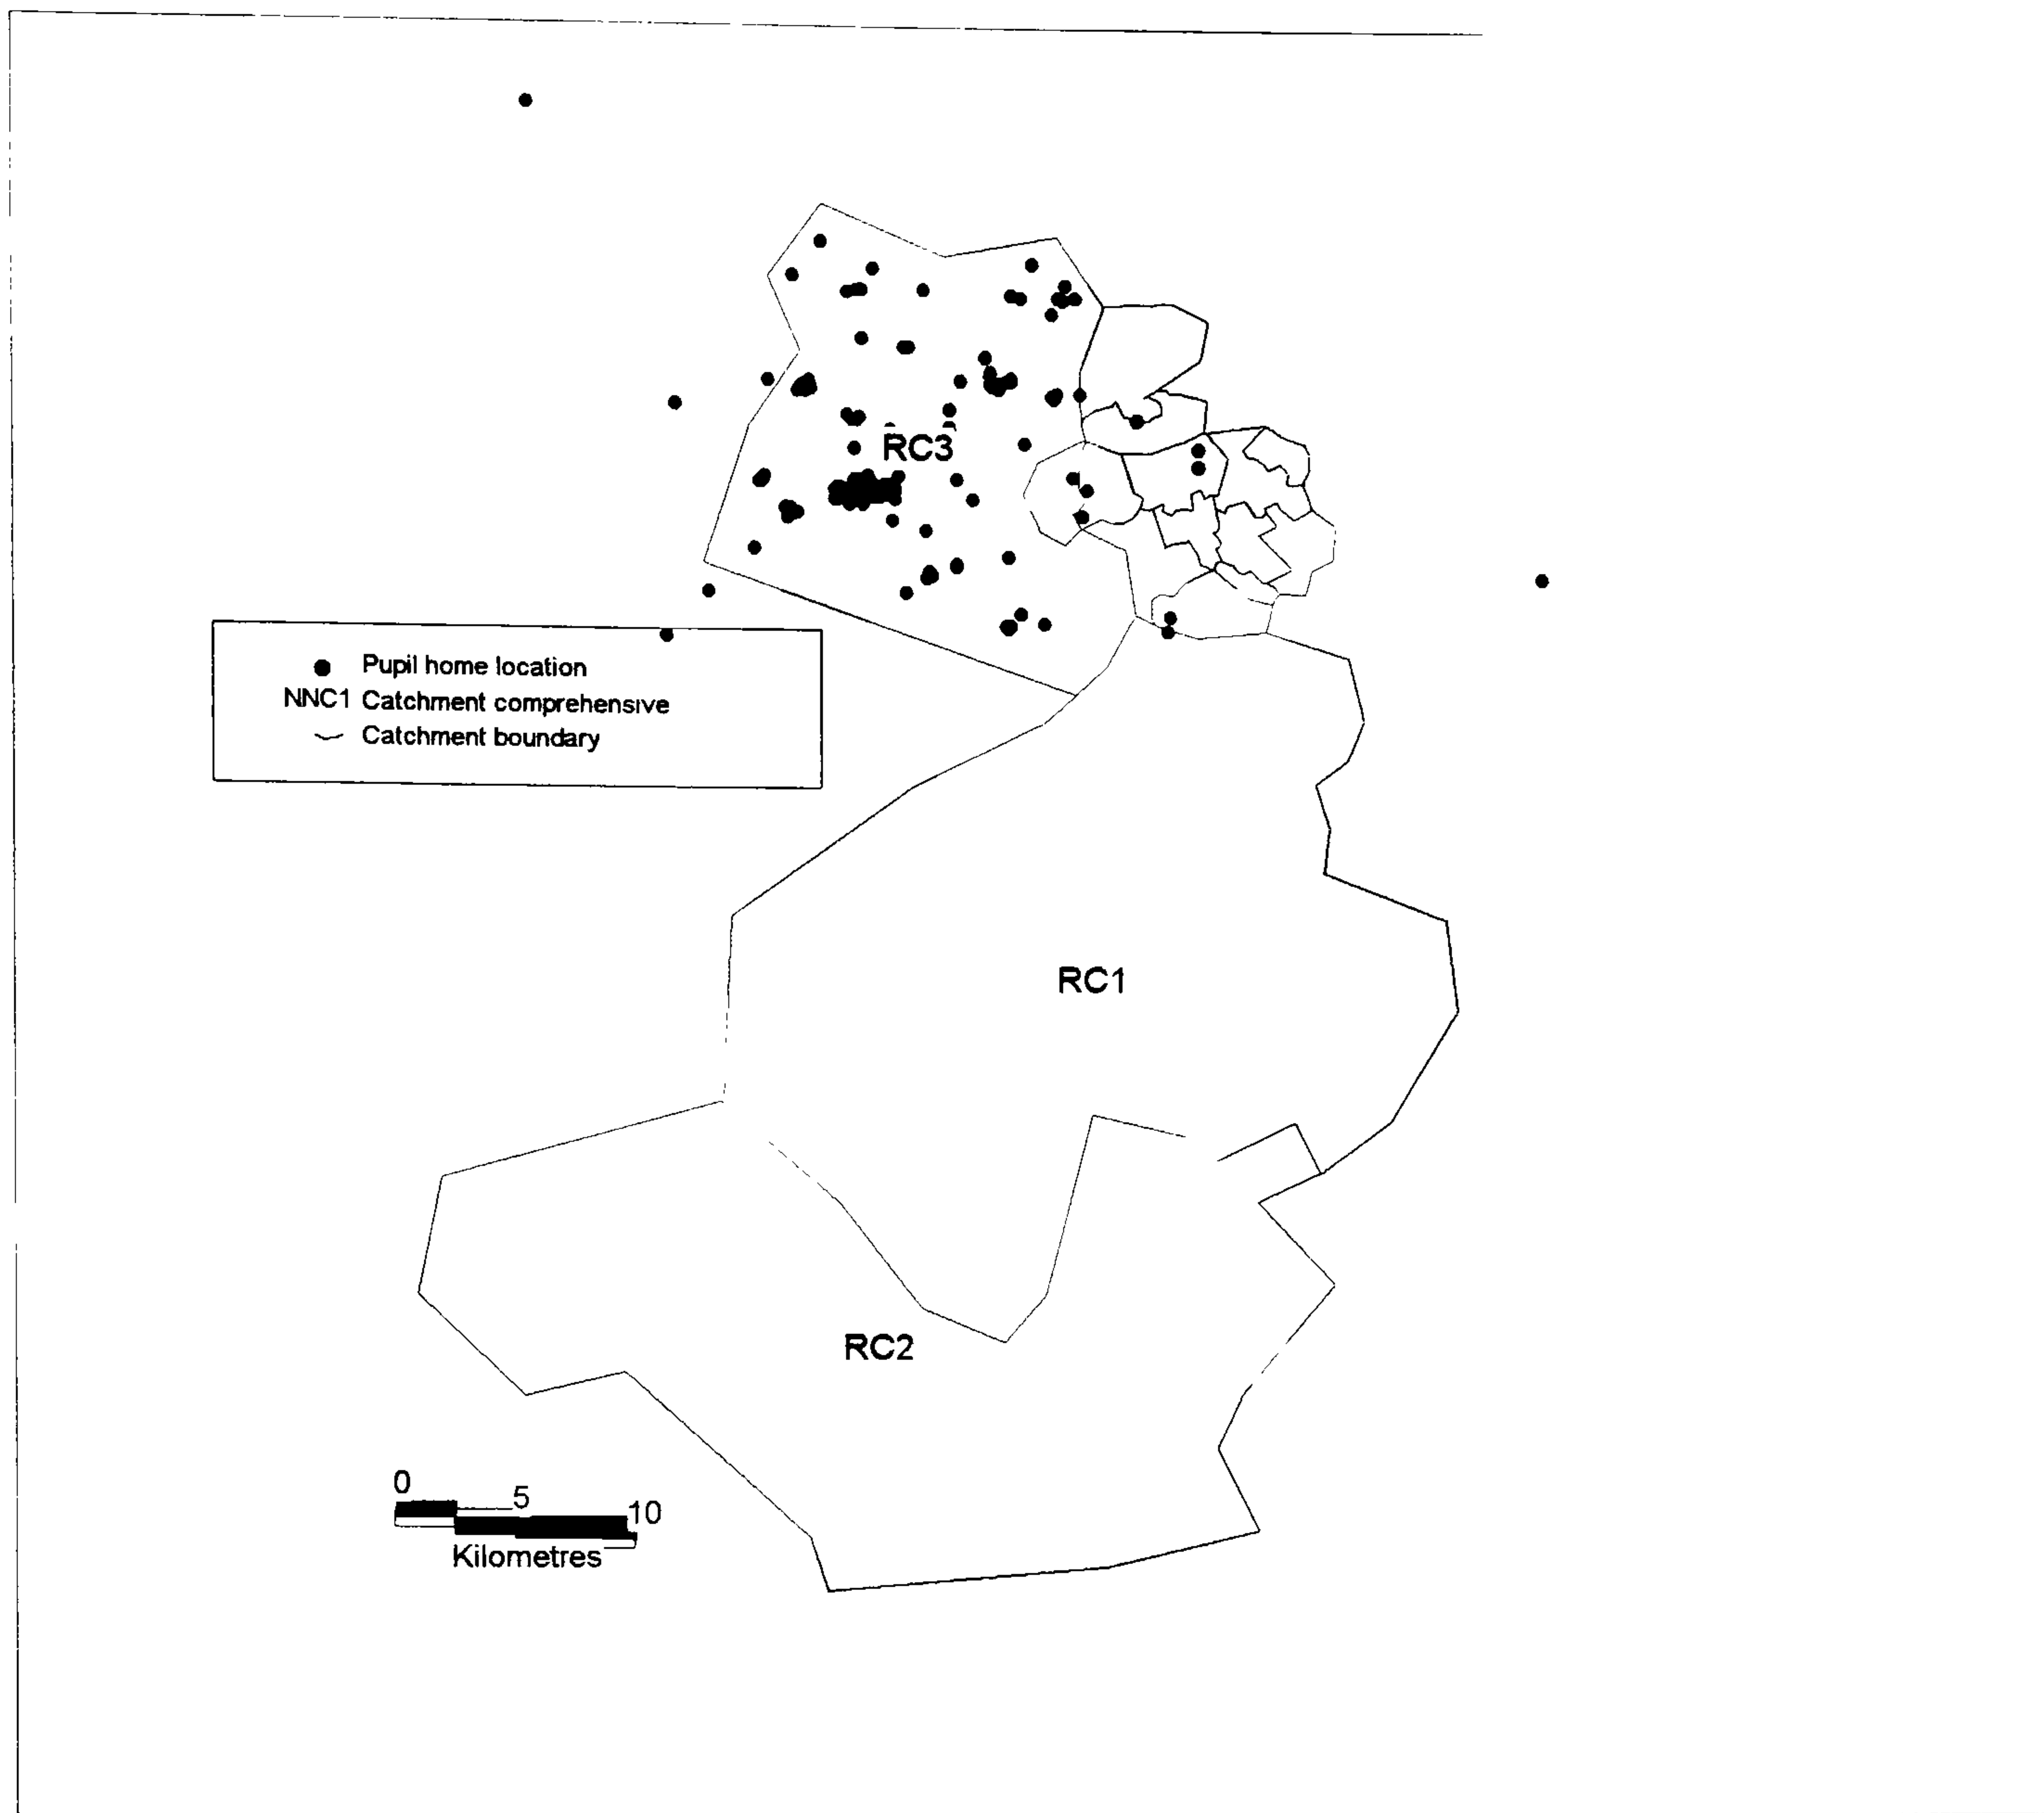 RC3
Pupil home location
NNC1 Catchment comprehensive
Catchment boundary
RC1
RC2
0 5 10
Kilometres